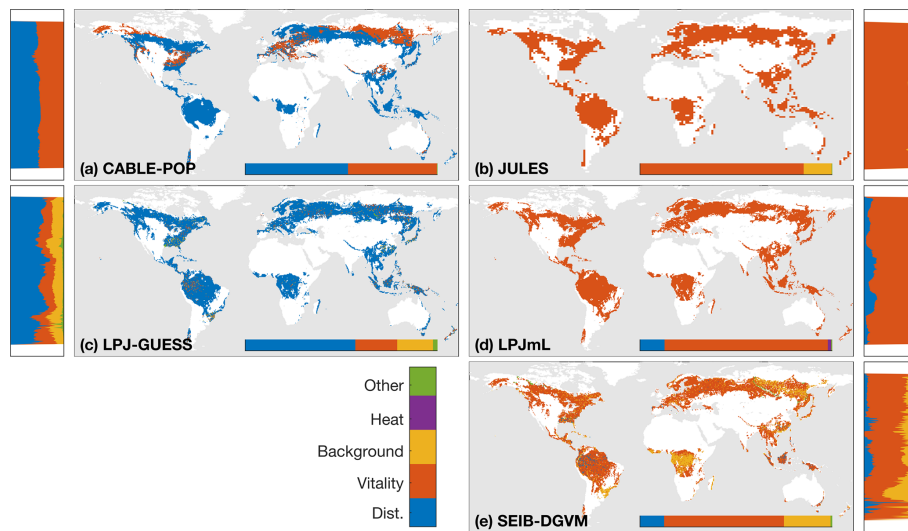 (a) CABLE-POP
(b) JULES
(c) LPJ-GUESS
(d) LPJmL
Other
Heat
Background
Vitality
Dist.
(e) SEIB-DGVM